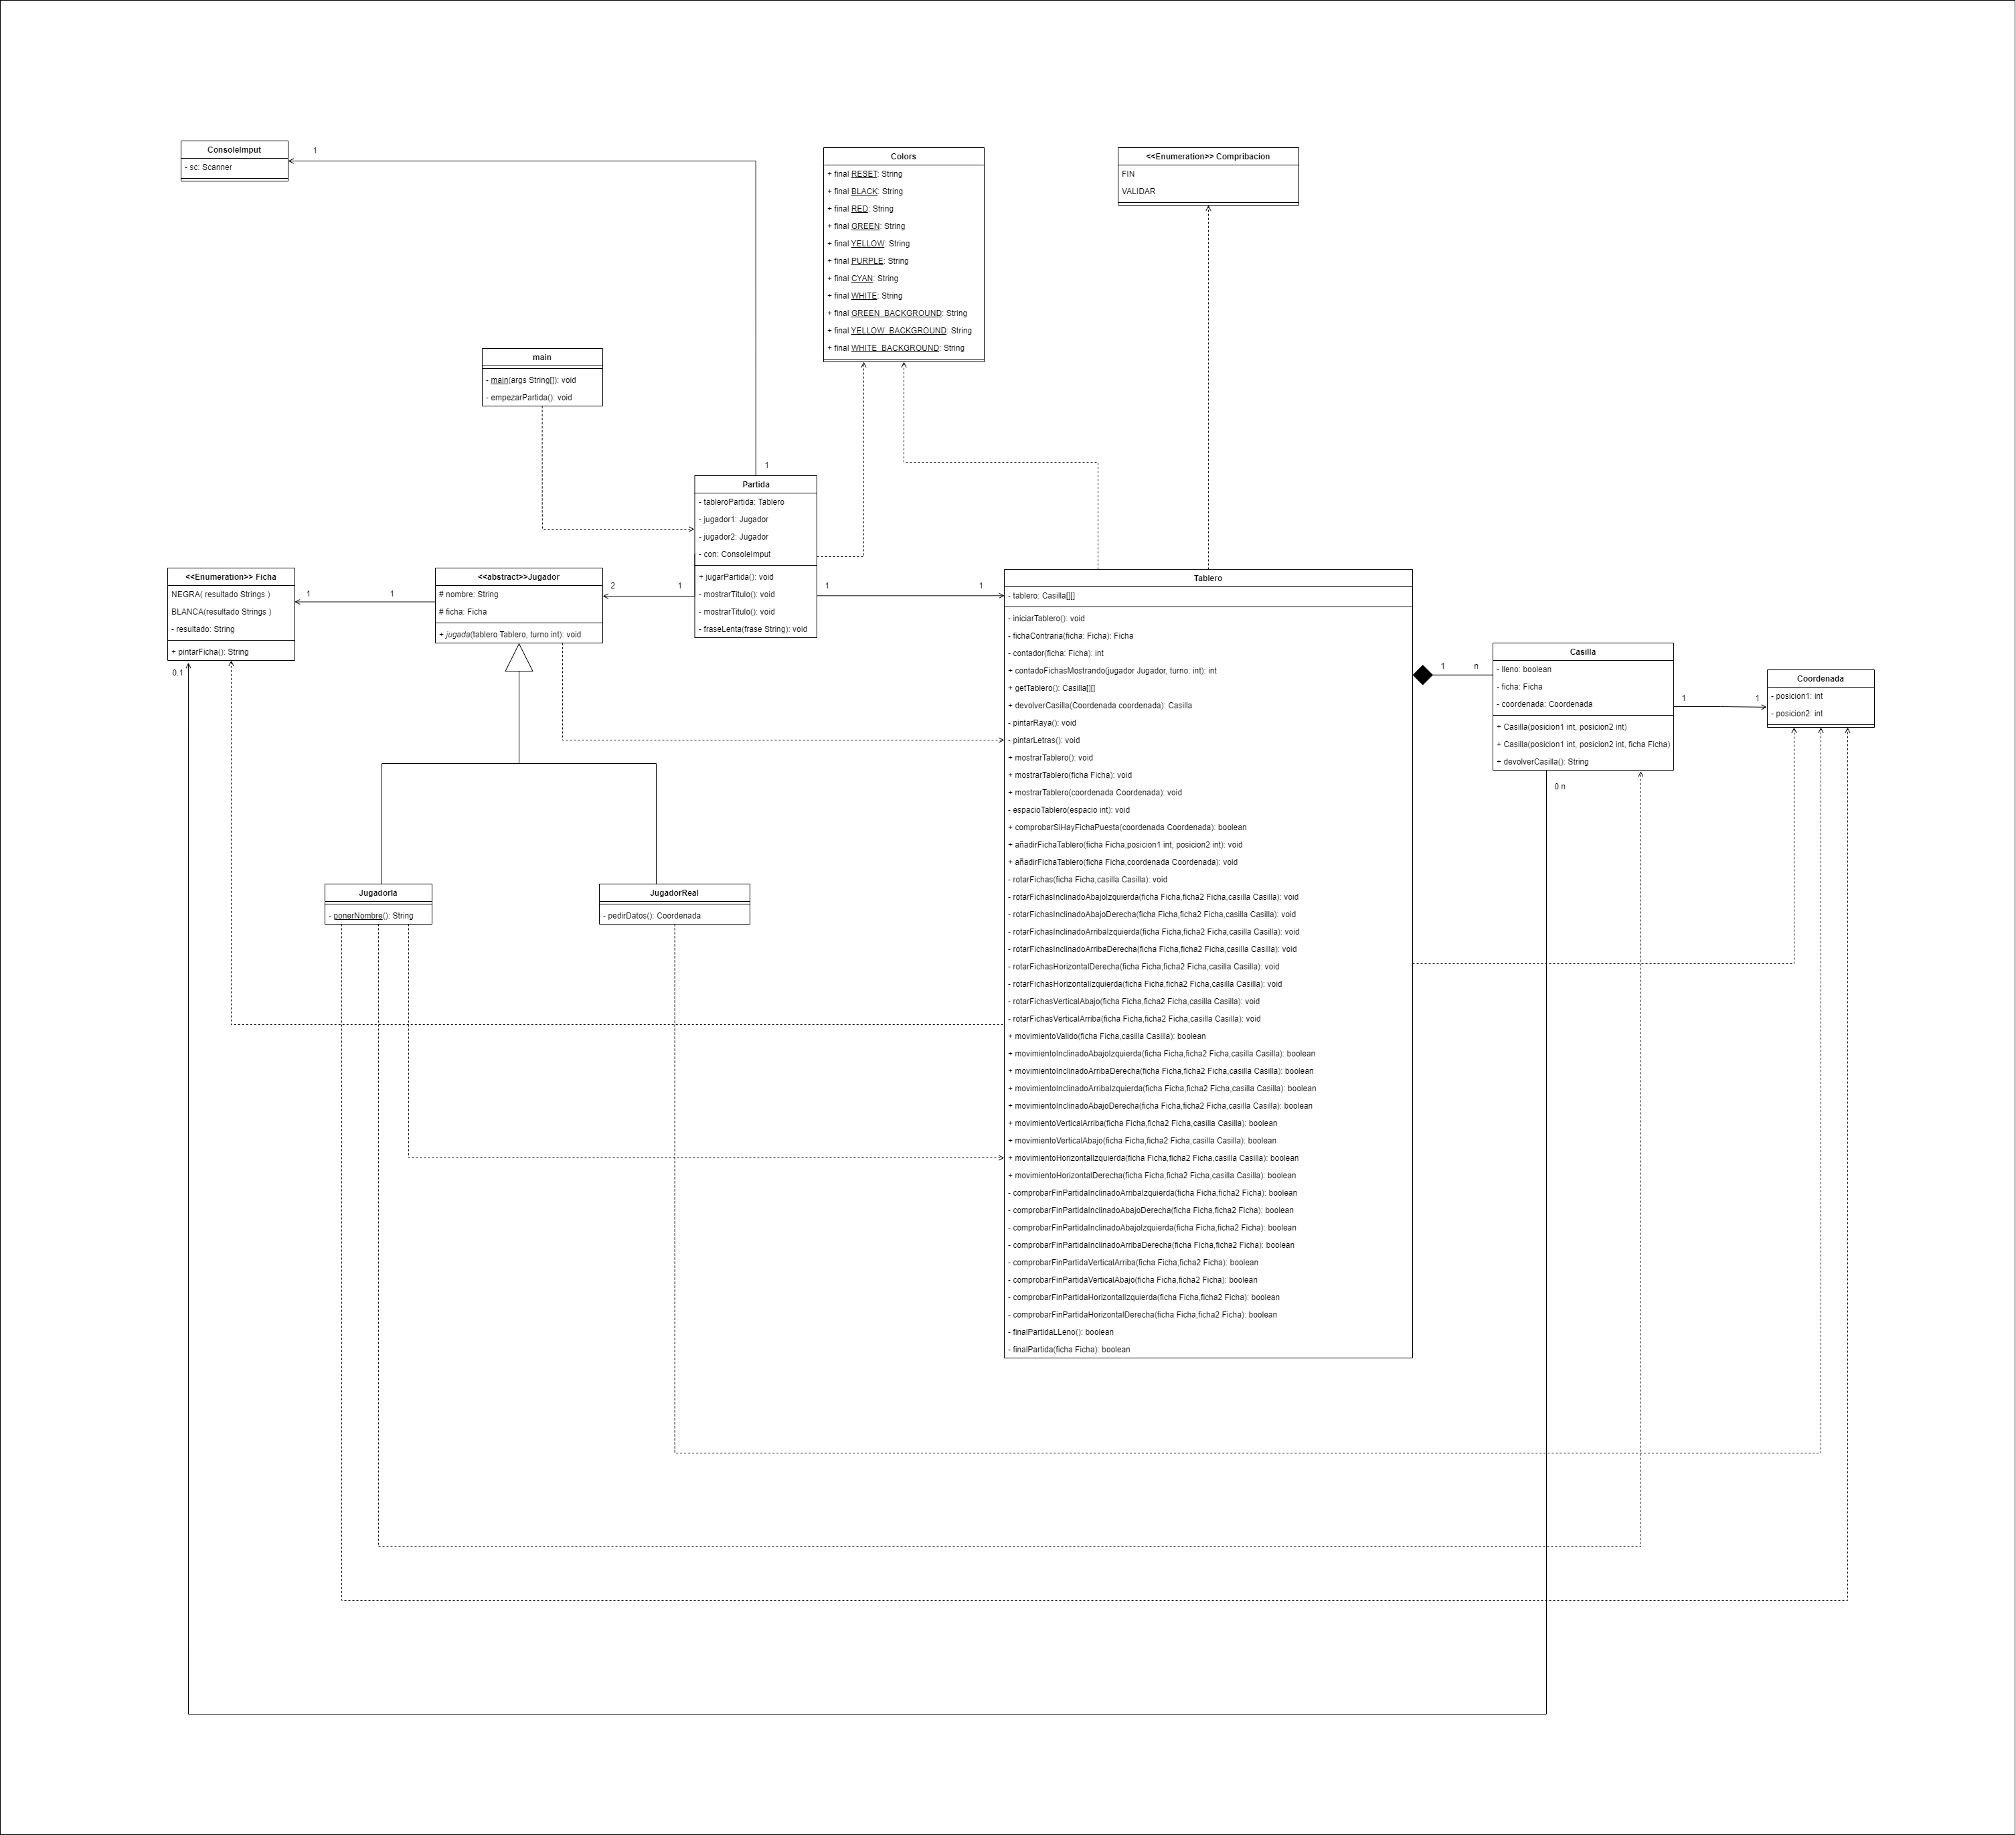 ConsoleImput
- sc: Scanner
1
1
Colors
+ final RESET: String
+ final BLACK: String
+ final RED: String
+ final GREEN: String
+ final YELLOW: String
+ final PURPLE: String
+ final CYAN: String
+ final WHITE: String
+ final GREEN_BACKGROUND: String
+ final YELLOW_BACKGROUND: String
+ final WHITE_BACKGROUND: String
<<Enumeration>> Compribacion
FIN
VALIDAR
main
- main(args String[]): void
- empezarPartida(): void
Partida
- tableroPartida: Tablero
- jugador1: Jugador
- jugador2: Jugador
- con: ConsoleImput
+ jugarPartida(): void
- mostrarTitulo(): void
- mostrarTitulo(): void
- fraseLenta(frase String): void
<<Enumeration>> Ficha
NEGRA( resultado Strings )
BLANCA(resultado Strings )
- resultado: String
+ pintarFicha(): String
0.1
1
1
<<abstract>>Jugador
# nombre: String
# ficha: Ficha
+ jugada(tablero Tablero, turno int): void
2
1
1
1
Tablero
- tablero: Casilla[][]
- iniciarTablero(): void
- fichaContraria(ficha: Ficha): Ficha
- contador(ficha: Ficha): int
+ contadoFichasMostrando(jugador Jugador, turno: int): int
+ getTablero(): Casilla[][]
+ devolverCasilla(Coordenada coordenada): Casilla
- pintarRaya(): void
- pintarLetras(): void
+ mostrarTablero(): void
+ mostrarTablero(ficha Ficha): void
+ mostrarTablero(coordenada Coordenada): void
- espacioTablero(espacio int): void
+ comprobarSiHayFichaPuesta(coordenada Coordenada): boolean
+ añadirFichaTablero(ficha Ficha,posicion1 int, posicion2 int): void
+ añadirFichaTablero(ficha Ficha,coordenada Coordenada): void
- rotarFichas(ficha Ficha,casilla Casilla): void
- rotarFichasInclinadoAbajoIzquierda(ficha Ficha,ficha2 Ficha,casilla Casilla): void
- rotarFichasInclinadoAbajoDerecha(ficha Ficha,ficha2 Ficha,casilla Casilla): void
- rotarFichasInclinadoArribaIzquierda(ficha Ficha,ficha2 Ficha,casilla Casilla): void
- rotarFichasInclinadoArribaDerecha(ficha Ficha,ficha2 Ficha,casilla Casilla): void
- rotarFichasHorizontalDerecha(ficha Ficha,ficha2 Ficha,casilla Casilla): void
- rotarFichasHorizontalIzquierda(ficha Ficha,ficha2 Ficha,casilla Casilla): void
- rotarFichasVerticalAbajo(ficha Ficha,ficha2 Ficha,casilla Casilla): void
- rotarFichasVerticalArriba(ficha Ficha,ficha2 Ficha,casilla Casilla): void
+ movimientoValido(ficha Ficha,casilla Casilla): boolean
+ movimientoInclinadoAbajoIzquierda(ficha Ficha,ficha2 Ficha,casilla Casilla): boolean
+ movimientoInclinadoArribaDerecha(ficha Ficha,ficha2 Ficha,casilla Casilla): boolean
+ movimientoInclinadoArribaIzquierda(ficha Ficha,ficha2 Ficha,casilla Casilla): boolean
+ movimientoInclinadoAbajoDerecha(ficha Ficha,ficha2 Ficha,casilla Casilla): boolean
+ movimientoVerticalArriba(ficha Ficha,ficha2 Ficha,casilla Casilla): boolean
+ movimientoVerticalAbajo(ficha Ficha,ficha2 Ficha,casilla Casilla): boolean
+ movimientoHorizontalIzquierda(ficha Ficha,ficha2 Ficha,casilla Casilla): boolean
+ movimientoHorizontalDerecha(ficha Ficha,ficha2 Ficha,casilla Casilla): boolean
- comprobarFinPartidaInclinadoArribaIzquierda(ficha Ficha,ficha2 Ficha): boolean
- comprobarFinPartidaInclinadoAbajoDerecha(ficha Ficha,ficha2 Ficha): boolean
- comprobarFinPartidaInclinadoAbajoIzquierda(ficha Ficha,ficha2 Ficha): boolean
- comprobarFinPartidaInclinadoArribaDerecha(ficha Ficha,ficha2 Ficha): boolean
- comprobarFinPartidaVerticalArriba(ficha Ficha,ficha2 Ficha): boolean
- comprobarFinPartidaVerticalAbajo(ficha Ficha,ficha2 Ficha): boolean
- comprobarFinPartidaHorizontalIzquierda(ficha Ficha,ficha2 Ficha): boolean
- comprobarFinPartidaHorizontalDerecha(ficha Ficha,ficha2 Ficha): boolean
- finalPartidaLLeno(): boolean
- finalPartida(ficha Ficha): boolean
1
n
Casilla
- lleno: boolean
- ficha: Ficha
- coordenada: Coordenada
+ Casilla(posicion1 int, posicion2 int)
+ Casilla(posicion1 int, posicion2 int, ficha Ficha)
+ devolverCasilla(): String
0.n
1
1
Coordenada
- posicion1: int
- posicion2: int
JugadorIa
- ponerNombre(): String
JugadorReal
- pedirDatos(): Coordenada